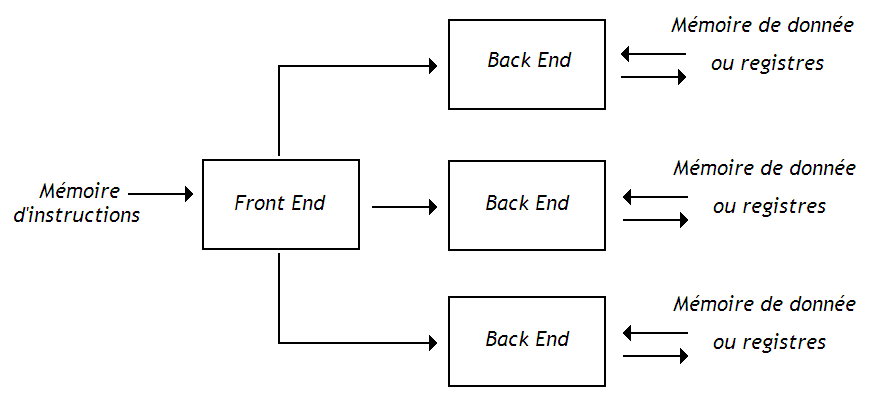 Mémoire de donnée
ou registres
Back End
Mémoire
d'instructions
Front End
Back End
Mémoire de donnée
ou registres
Back End
Mémoire de donnée
ou registres